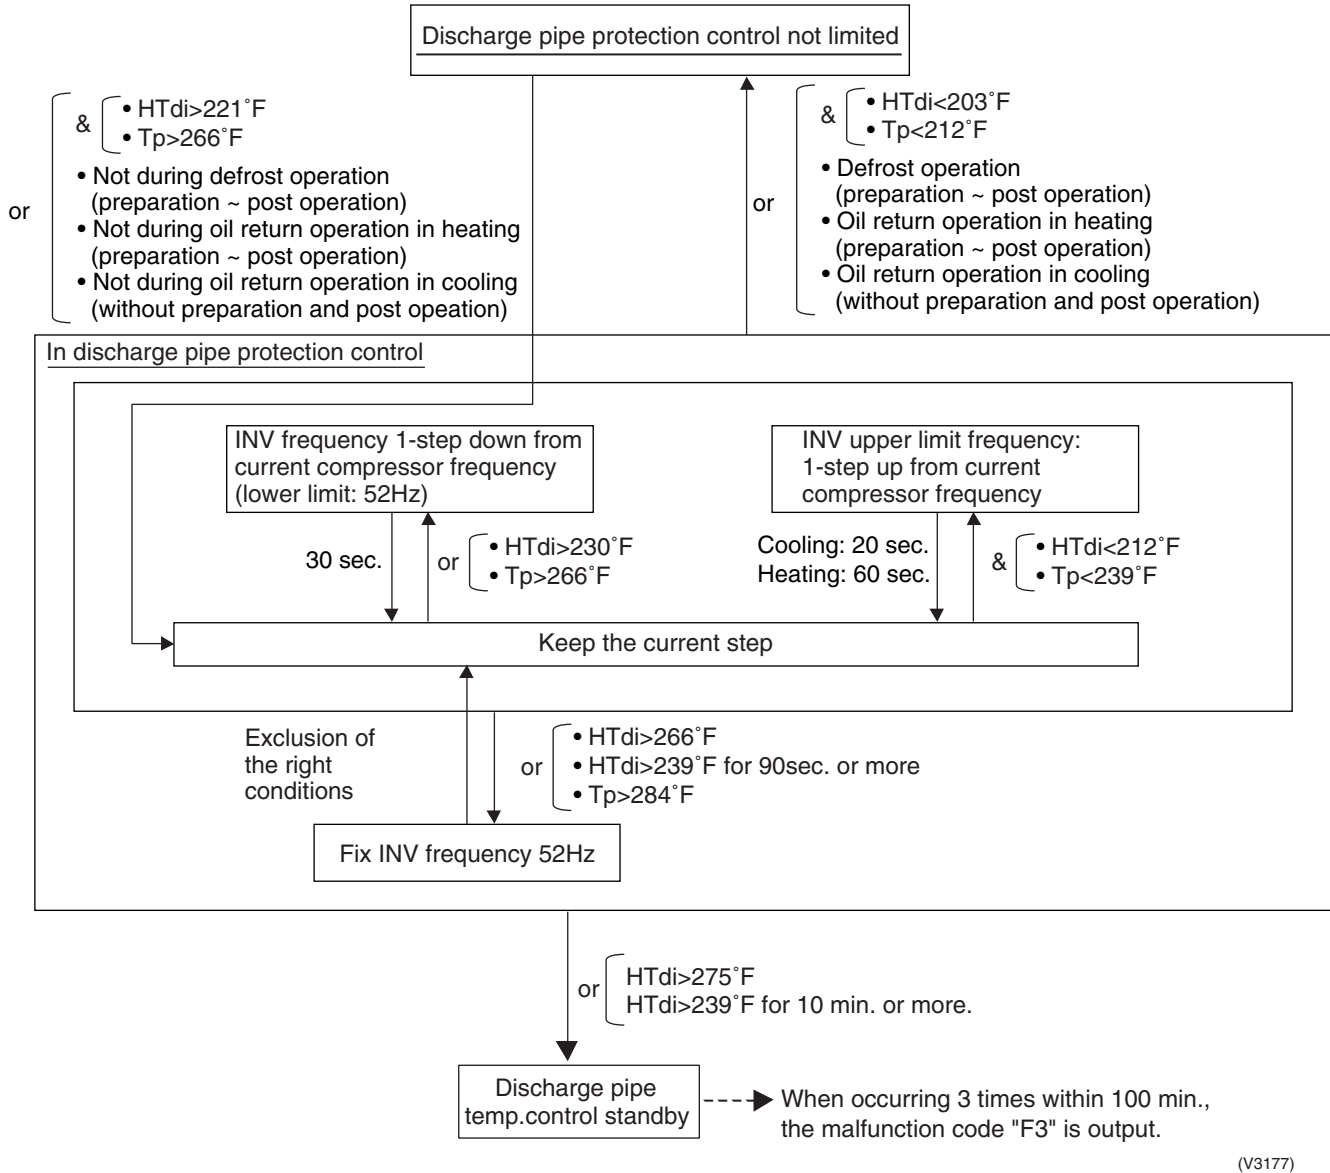 Discharge pipe protection control not limited
or
&
• HTdi>221˚F
• Tp>266˚F
• Not during defrost operation
(preparation ~ post operation)
• Not during oil return operation in heating
(preparation ~ post operation)
• Not during oil return operation in cooling
(without preparation and post opeation)
or
&
• HTdi<203˚F
• Tp<212˚F
• Defrost operation
(preparation ~ post operation)
• Oil return operation in heating
(preparation ~ post operation)
• Oil return operation in cooling
(without preparation and post operation)
In discharge pipe protection control
INV frequency 1-step down from
current compressor frequency
(lower limit: 52Hz)
INV upper limit frequency:
1-step up from current
compressor frequency
30 sec.
or
• HTdi>230˚F
• Tp>266˚F
Cooling: 20 sec.
Heating: 60 sec.
&
• HTdi<212˚F
• Tp<239˚F
Keep the current step
Exclusion of
the right
conditions
or
• HTdi>266˚F
• HTdi>239˚F for 90sec. or more
• Tp>284˚F
Fix INV frequency 52Hz
or
HTdi>275˚F
HTdi>239˚F for 10 min. or more.
Discharge pipe
temp.control standby
When occurring 3 times within 100 min.,
the malfunction code "F3" is output.
(V3177)